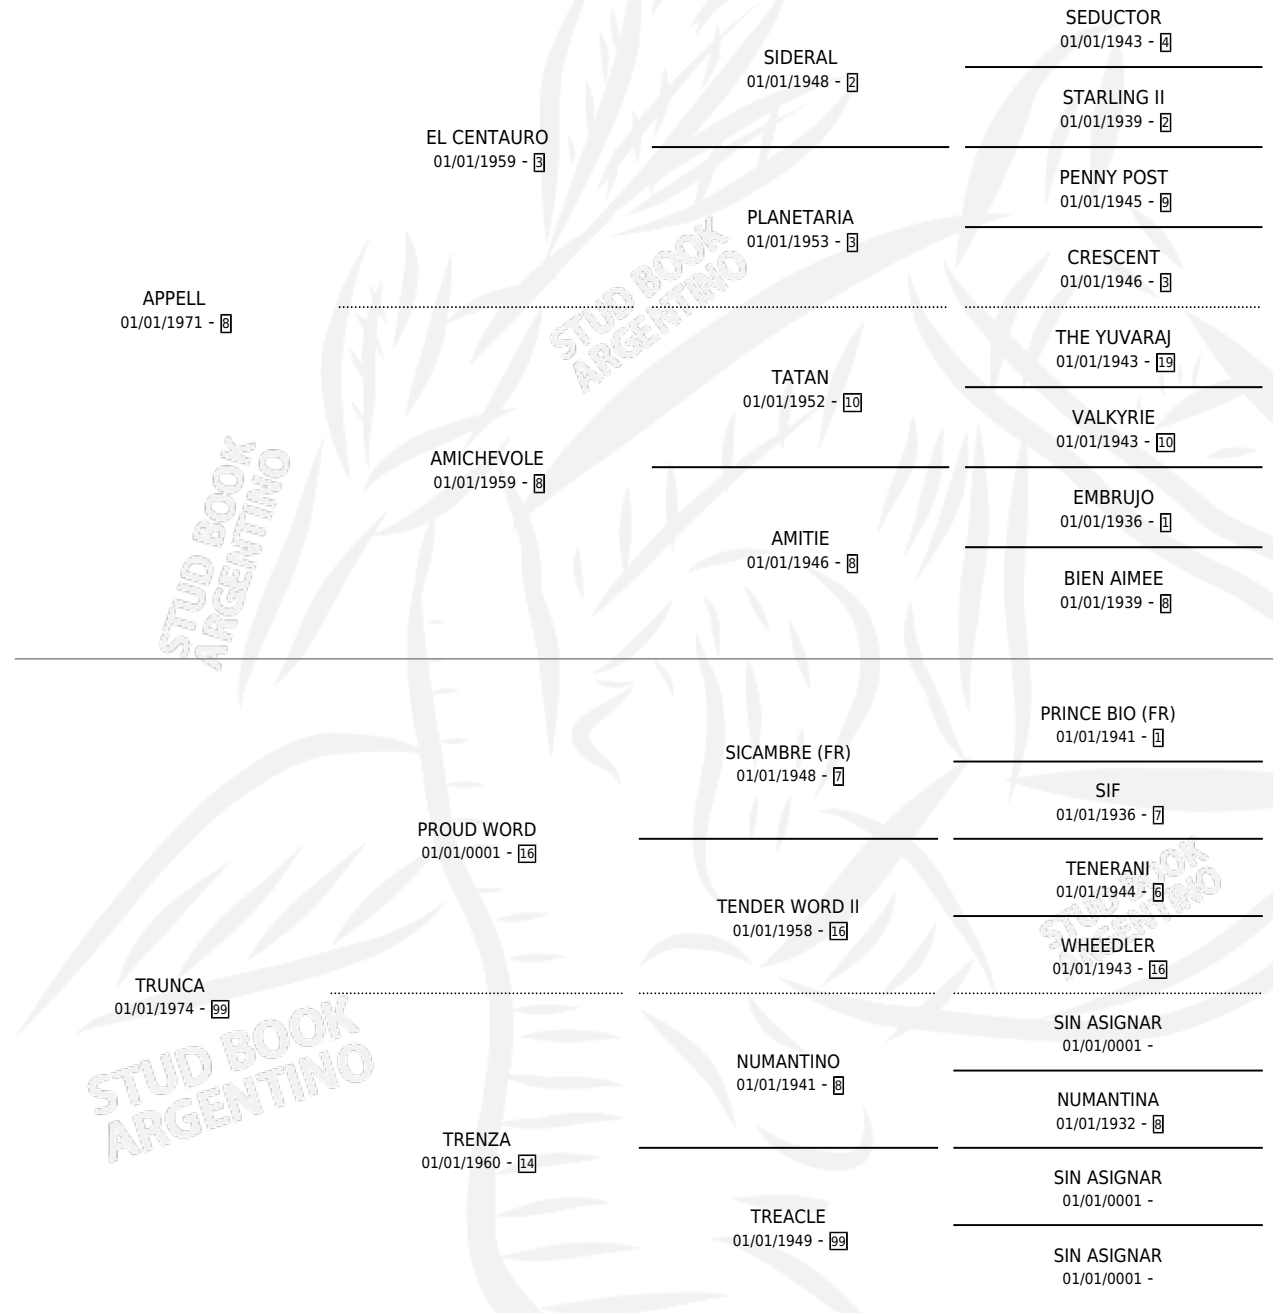 SEDUCTOR
01/01/1943 - 4
SIDERAL
01/01/1948 - 2
STARLING II
01/01/1939 - 2
EL CENTAURO
01/01/1959 - 3
PENNY POST
01/01/1945 - 9
PLANETARIA
01/01/1953 - 3
CRESCENT
01/01/1946 - 3
APPELL
01/01/1971 - 8
THE YUVARAJ
01/01/1943 - 19
TATAN
01/01/1952 - 10
VALKYRIE
01/01/1943 - 10
AMICHEVOLE
01/01/1959 - 8
EMBRUJO
01/01/1936 - 1
AMITIE
01/01/1946 - 8
BIEN AIMEE
01/01/1939 - 8
STUD BOOK
ARGENTINO
STUD BOOK
ARGENTINO
PRINCE BIO (FR)
01/01/1941 - 1
SICAMBRE (FR)
01/01/1948 - 7
SIF
01/01/1936 - 7
PROUD WORD
01/01/0001 - 16
TENERANI
01/01/1944 - 6
TENDER WORD II
01/01/1958 - 16
WHEEDLER
01/01/1943 - 16
STUD BOOK
ARGENTINO
TRUNCA
01/01/1974 - 99
SIN ASIGNAR
01/01/0001 -
NUMANTINO
01/01/1941 - 8
NUMANTINA
01/01/1932 - 8
STUD BOOK
ARGENTINO
TRENZA
01/01/1960 - 14
SIN ASIGNAR
01/01/0001 -
TREACLE
01/01/1949 - 99
SIN ASIGNAR
01/01/0001 -